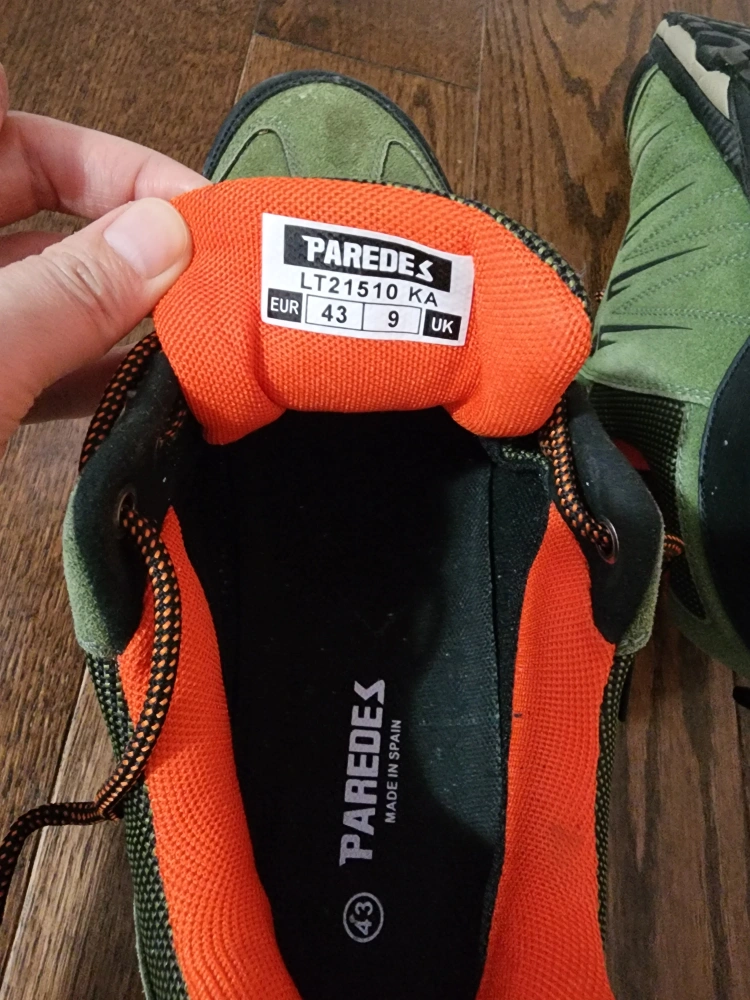 PAREDES
LT21510 KA
EUR 43 9 UK
PAREDES
MADE IN SPAIN
43